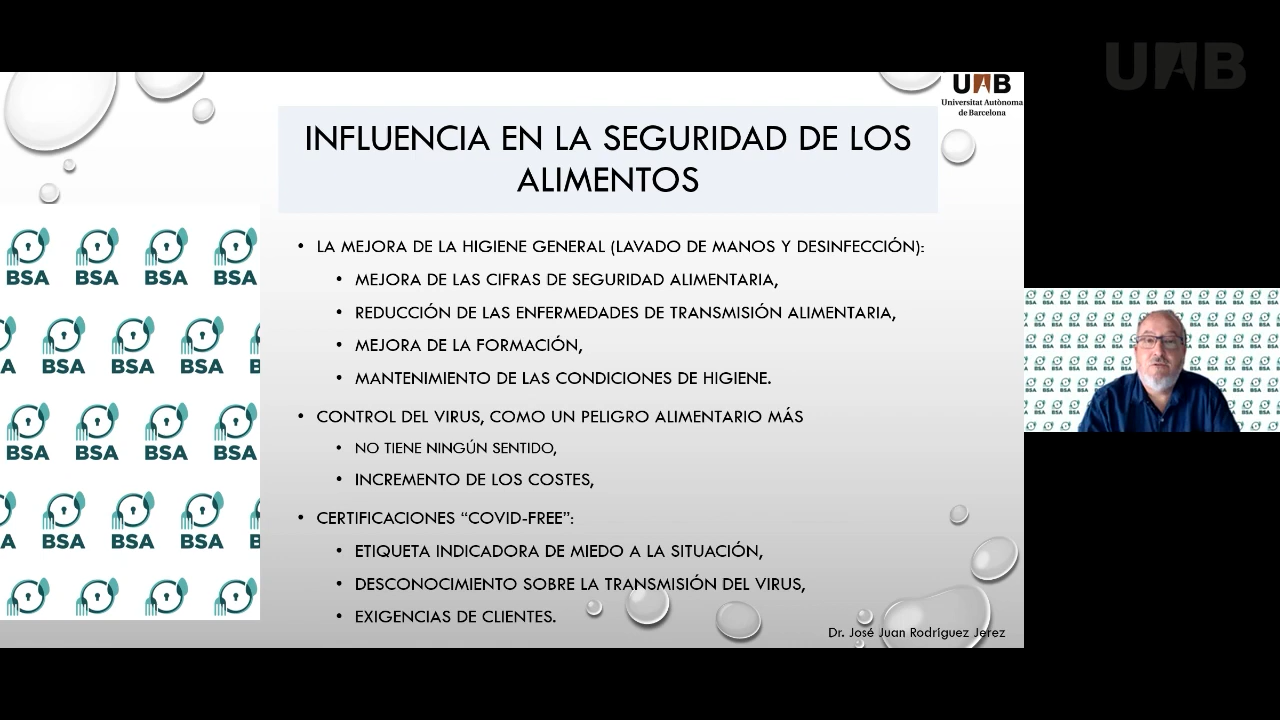 UAB
UAB
Universitat Autònoma
de Barcelona
INFLUENCIA EN LA SEGURIDAD DE LOS
ALIMENTOS
• LA MEJORA DE LA HIGIENE GENERAL (LAVADO DE MANOS Y DESINFECCIÓN):
• MEJORA DE LAS CIFRAS DE SEGURIDAD ALIMENTARIA,
• REDUCCIÓN DE LAS ENFERMEDADES DE TRANSMISIÓN ALIMENTARIA,
• MEJORA DE LA FORMACIÓN,
• MANTENIMIENTO DE LAS CONDICIONES DE HIGIENE.
• CONTROL DEL VIRUS, COMO UN PELIGRO ALIMENTARIO MÁS
• NO TIENE NINGÚN SENTIDO,
• INCREMENTO DE LOS COSTES,
• CERTIFICACIONES “COVID-FREE”:
• ETIQUETA INDICADORA DE MIEDO A LA SITUACIÓN,
• DESCONOCIMIENTO SOBRE LA TRANSMISIÓN DEL VIRUS,
• EXIGENCIAS DE CLIENTES.
Dr. José Juan Rodríguez Jerez
BSA BSA BSA BSA
A BSA BSA BSA B
BSA BSA BSA BSA
A BSA BSA BSA B